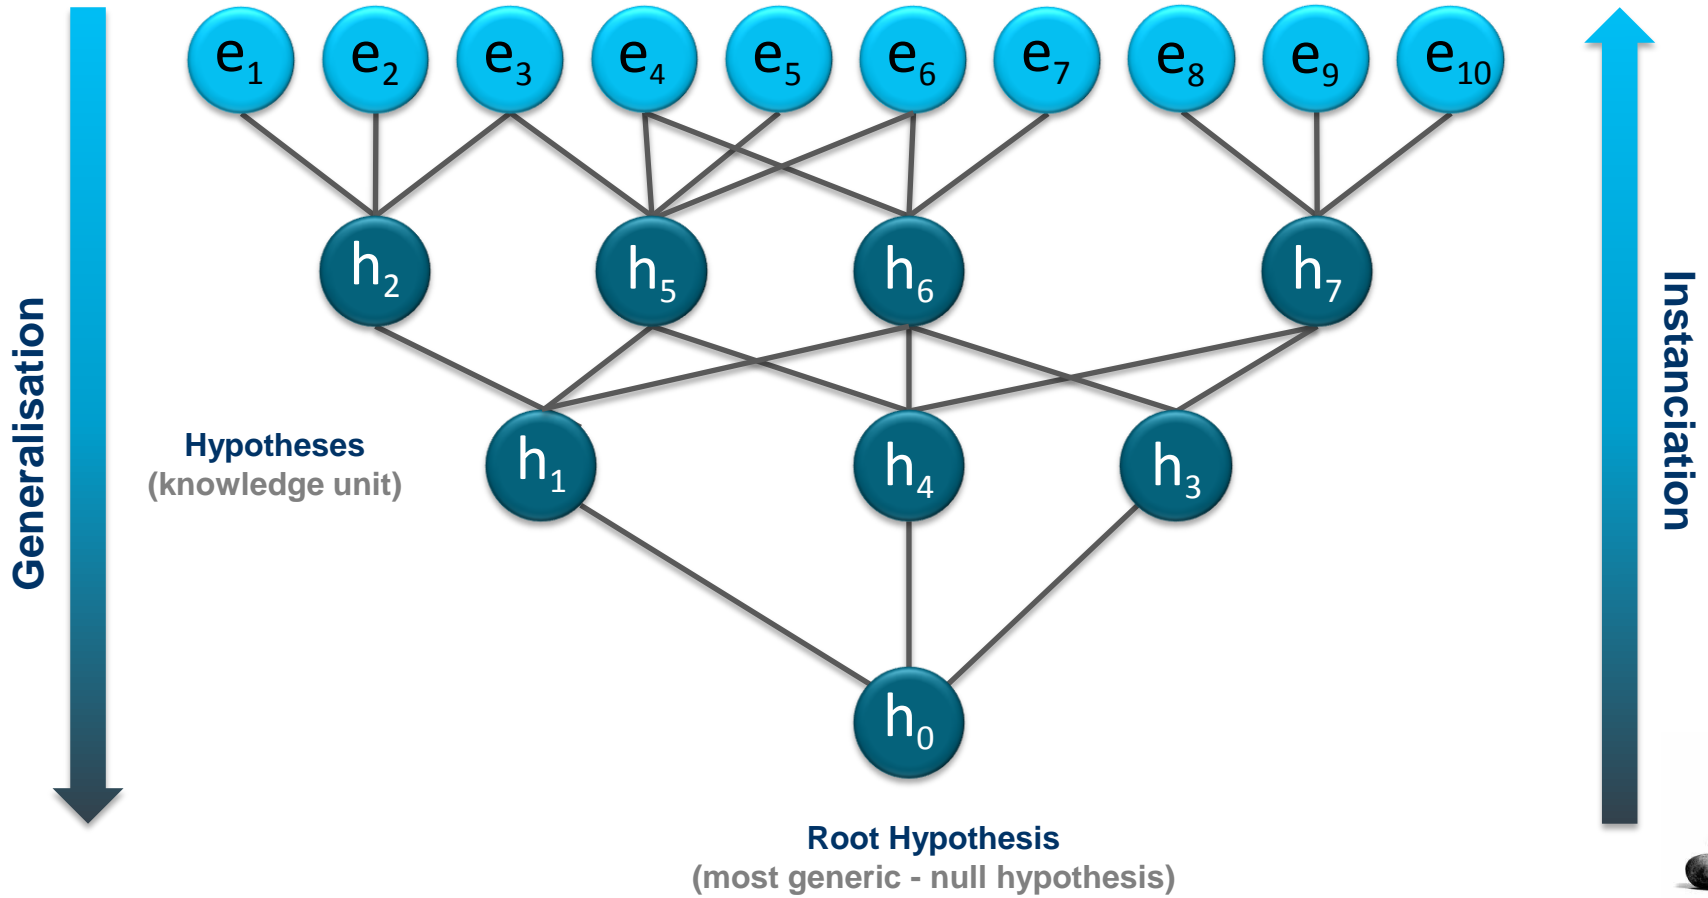 e1 e2 e3 e4 e5 e6 e7 e8 e9 e10
h2 h5 h6 h7
Generalisation
Instanciation
Hypotheses
(knowledge unit)
h1 h4 h3
h0
Root Hypothesis
(most generic - null hypothesis)